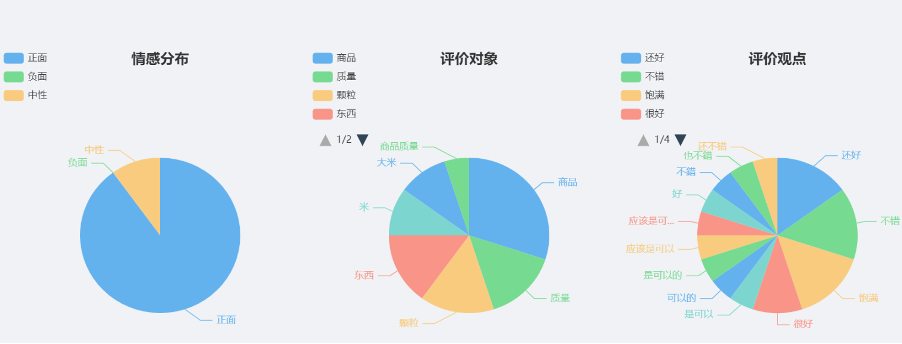 情感分布
正面
负面
中性
中性
负面
正面
评价对象
商品
质量
颗粒
东西
1/2
商品质量
大米
米
东西
颗粒
质量
商品
评价观点
还好
不错
饱满
很好
1/4
还不错
也不错
不错
好
应该是可...
应该是可以
是可以的
可以的
是可以
很好
饱满
不错
还好